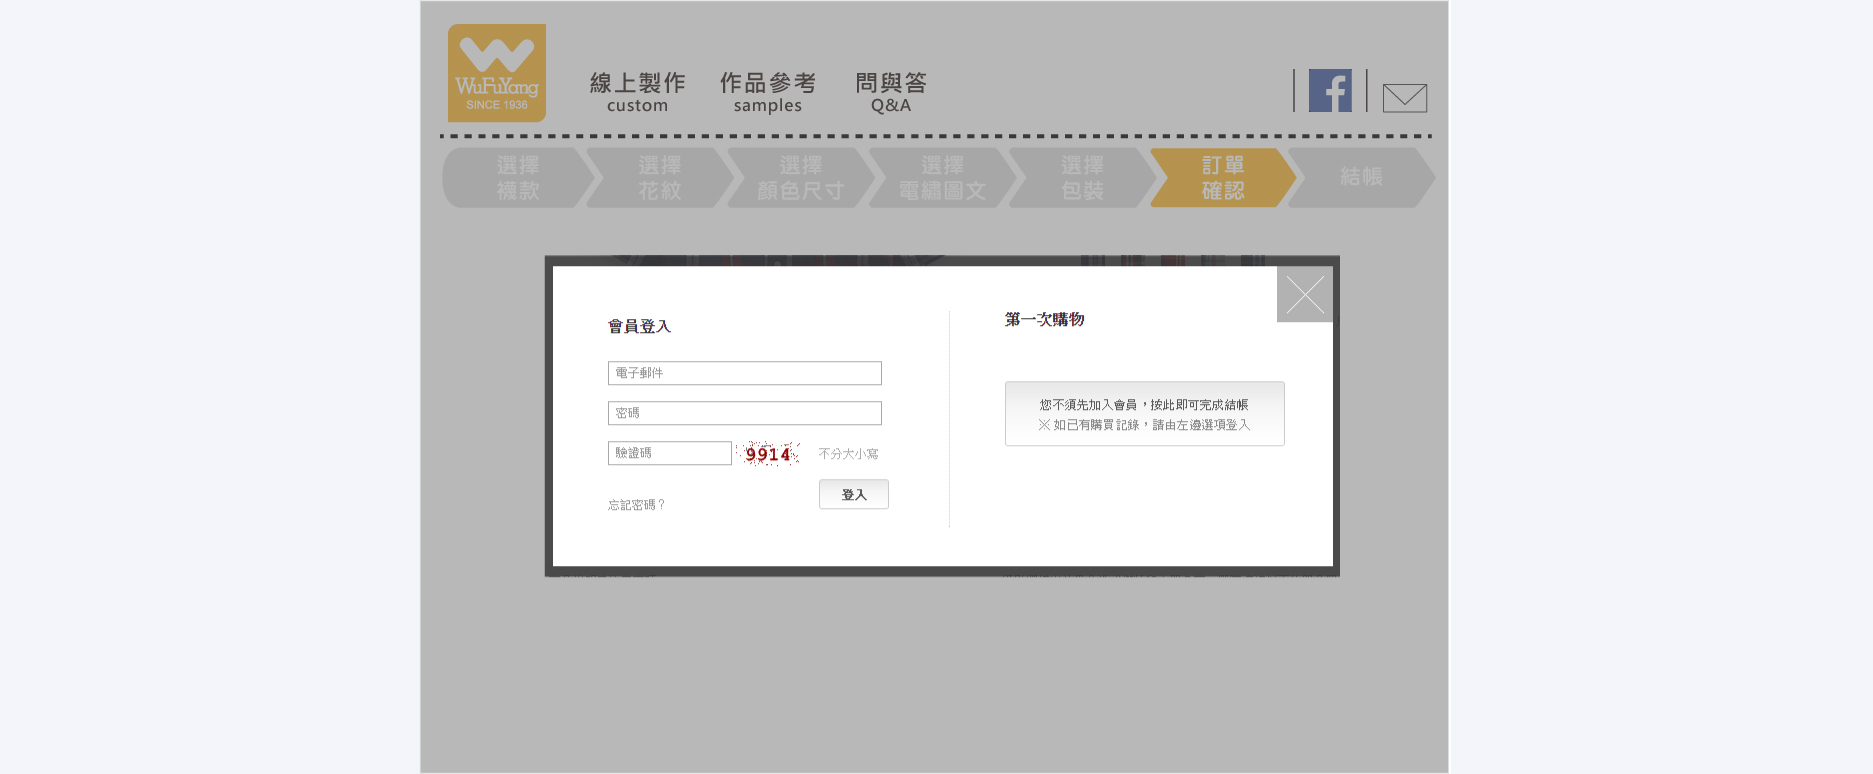 WuFuYang
SINCE 1936
線上製作
custom
作品參考
samples
問與答
Q&A
選擇
襪款
選擇
花紋
選擇
顏色尺寸
選擇
電繡圖文
選擇
包裝
訂單
確認
結帳
會員登入
電子郵件
密碼
驗證碼
9914
不分大小寫
忘記密碼？
登入
第一次購物
您不須先加入會員，按此即可完成結帳
※ 如已有購買記錄，請由左邊選項登入